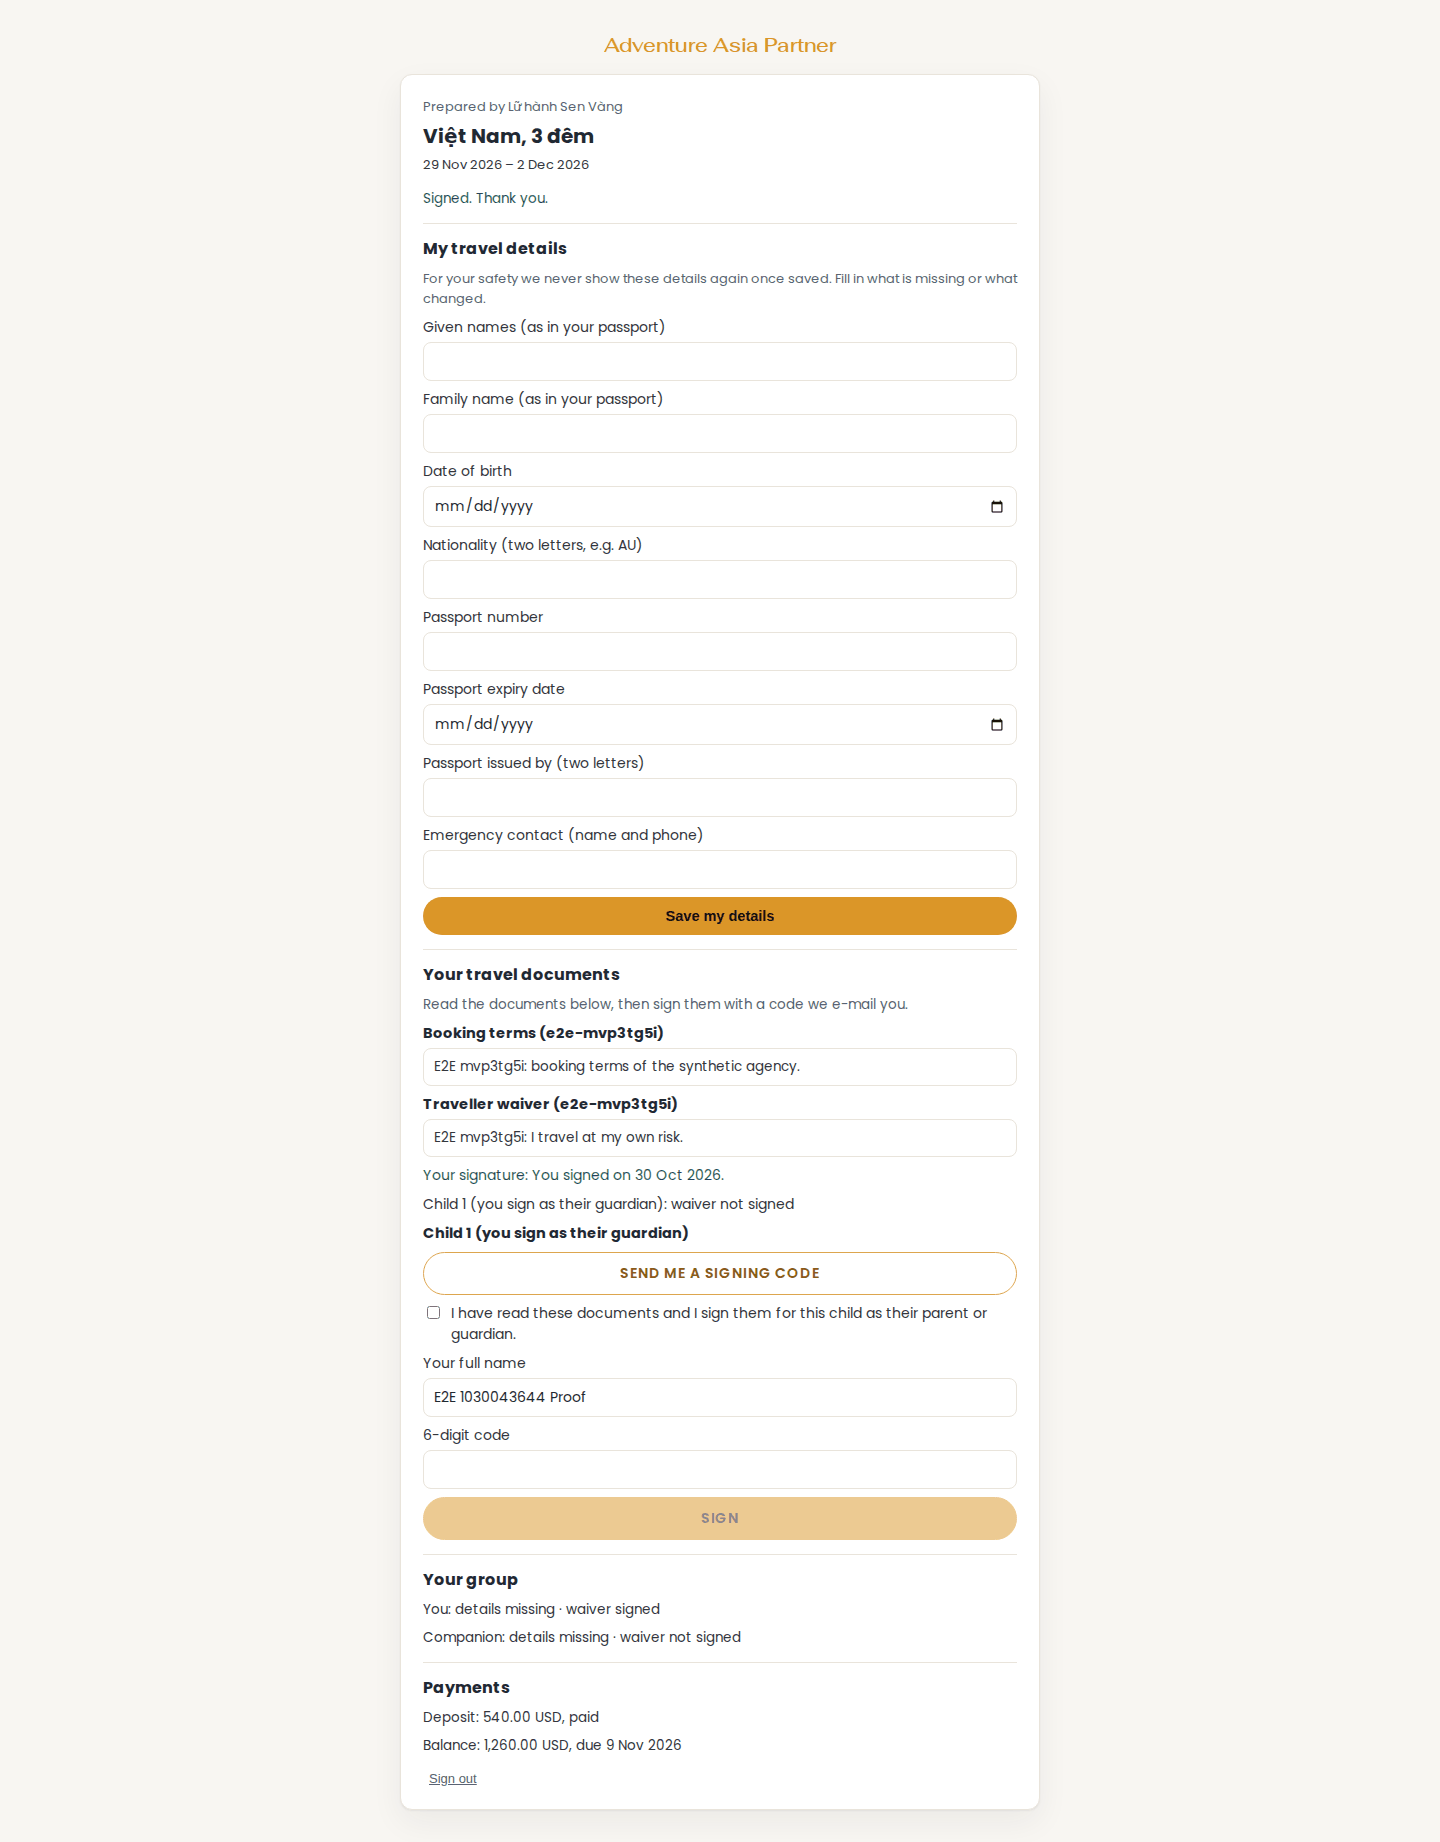 Adventure Asia Partner
Prepared by Lữ hành Sen Vàng
Việt Nam, 3 đêm
29 Nov 2026 – 2 Dec 2026
Signed. Thank you.
My travel details
For your safety we never show these details again once saved. Fill in what is missing or what
changed.
Given names (as in your passport)
Family name (as in your passport)
Date of birth
mm/dd/yyyy
Nationality (two letters, e.g. AU)
Passport number
Passport expiry date
mm/dd/yyyy
Passport issued by (two letters)
Emergency contact (name and phone)
Save my details
Your travel documents
Read the documents below, then sign them with a code we e-mail you.
Booking terms (e2e-mvp3tg5i)
E2E mvp3tg5i: booking terms of the synthetic agency.
Traveller waiver (e2e-mvp3tg5i)
E2E mvp3tg5i: I travel at my own risk.
Your signature: You signed on 30 Oct 2026.
Child 1 (you sign as their guardian): waiver not signed
Child 1 (you sign as their guardian)
SEND ME A SIGNING CODE
I have read these documents and I sign them for this child as their parent or
guardian.
Your full name
E2E 1030043644 Proof
6-digit code
SIGN
Your group
You: details missing · waiver signed
Companion: details missing · waiver not signed
Payments
Deposit: 540.00 USD, paid
Balance: 1,260.00 USD, due 9 Nov 2026
Sign out